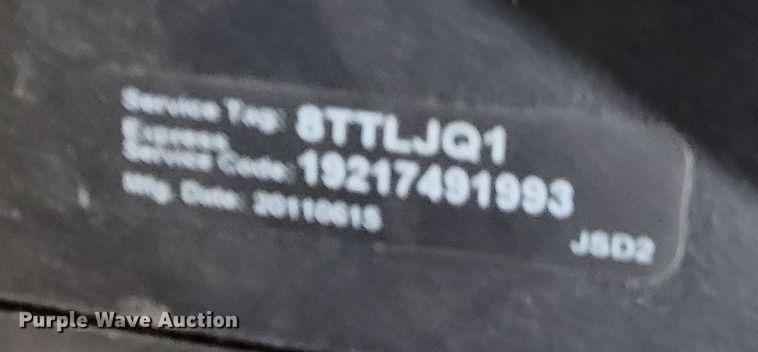 Service Tag: 8TTLJQ1
Express
Service Code: 19217491993
Mfg. Date: 20110615
JSD2
Purple Wave Auction